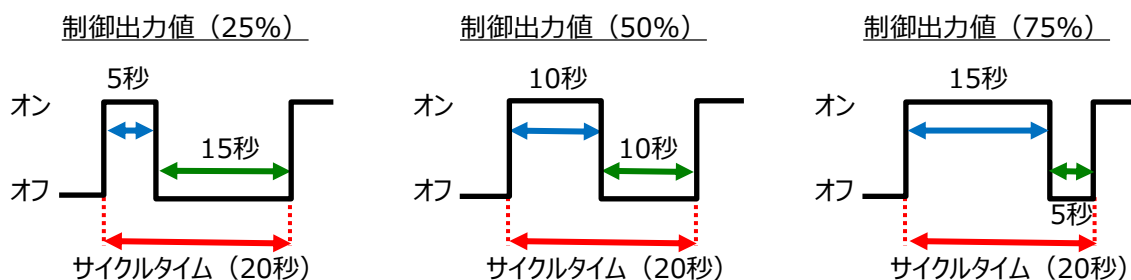 制御出力値（25%）
5秒
オン
15秒
オフ
サイクルタイム（20秒）
制御出力値（50%）
10秒
オン
10秒
オフ
サイクルタイム（20秒）
制御出力値（75%）
15秒
オン
オフ
5秒
サイクルタイム（20秒）